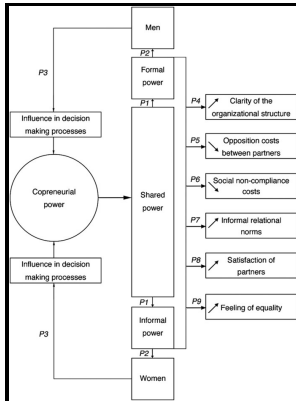 Men
P2
P3
Formal
power
P4
Clarity of the
organizational structure
P1
Influence in decision
making processes
P5
Opposition costs
between partners
Copreneurial
power
Shared
power
P6
Social non-compliance
costs
P7
Informal relational
norms
Influence in decision
making processes
P8
Satisfaction of
partners
P1
Informal
power
P9
Feeling of equality
P3
P2
Women